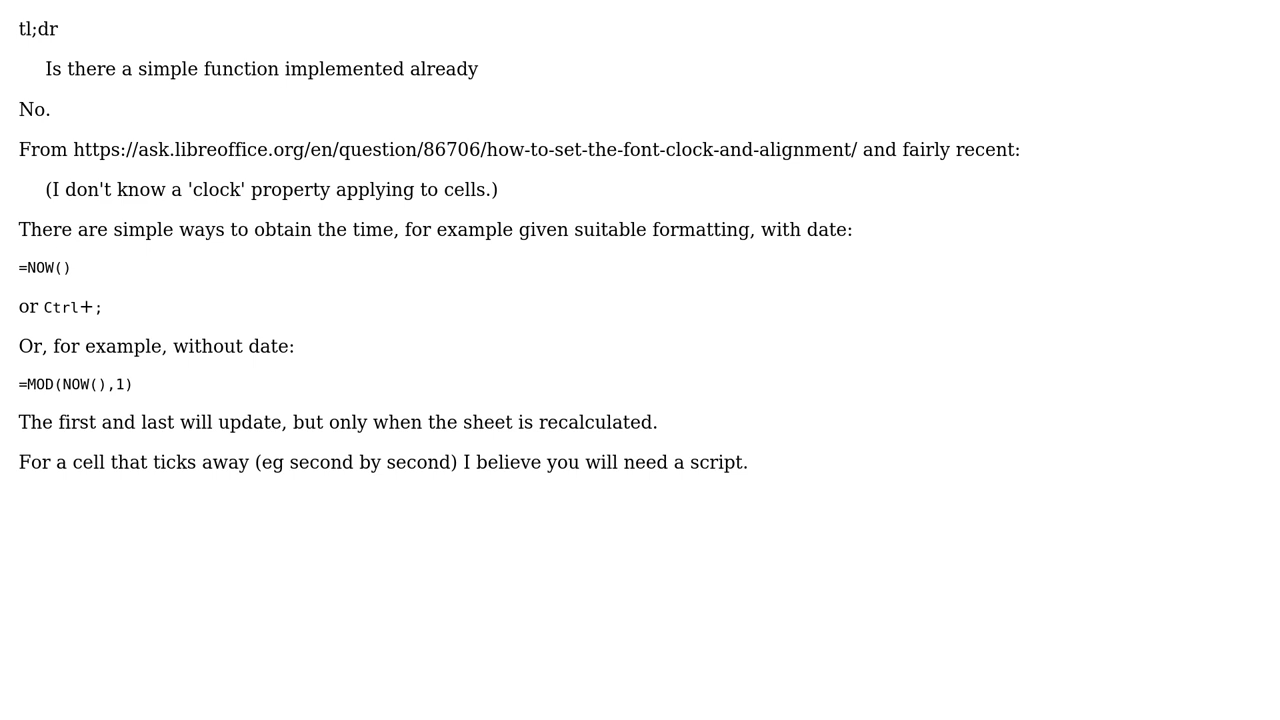 tl;dr
Is there a simple function implemented already
No.
From https://ask.libreoffice.org/en/question/86706/how-to-set-the-font-clock-and-alignment/ and fairly recent:
(I don't know a 'clock' property applying to cells.)
There are simple ways to obtain the time, for example given suitable formatting, with date:
=NOW()
or Ctrl+;
Or, for example, without date:
=MOD(NOW(),1)
The first and last will update, but only when the sheet is recalculated.
For a cell that ticks away (eg second by second) I believe you will need a script.